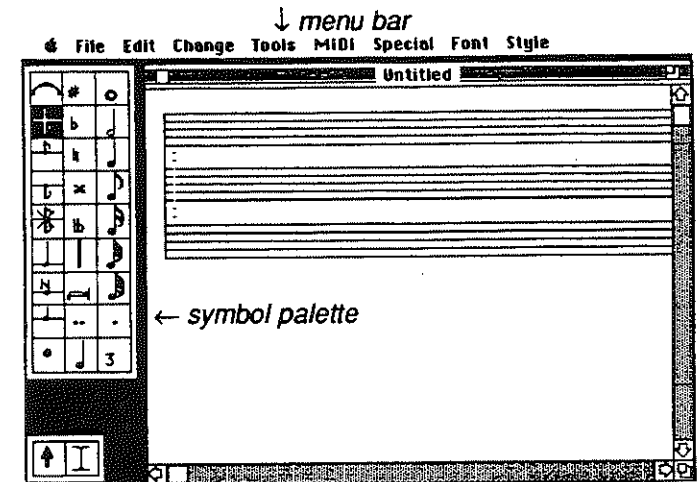 ↓ menu bar
File Edit Change Tools MIDI Special Font Style
Untitled
← symbol palette
3